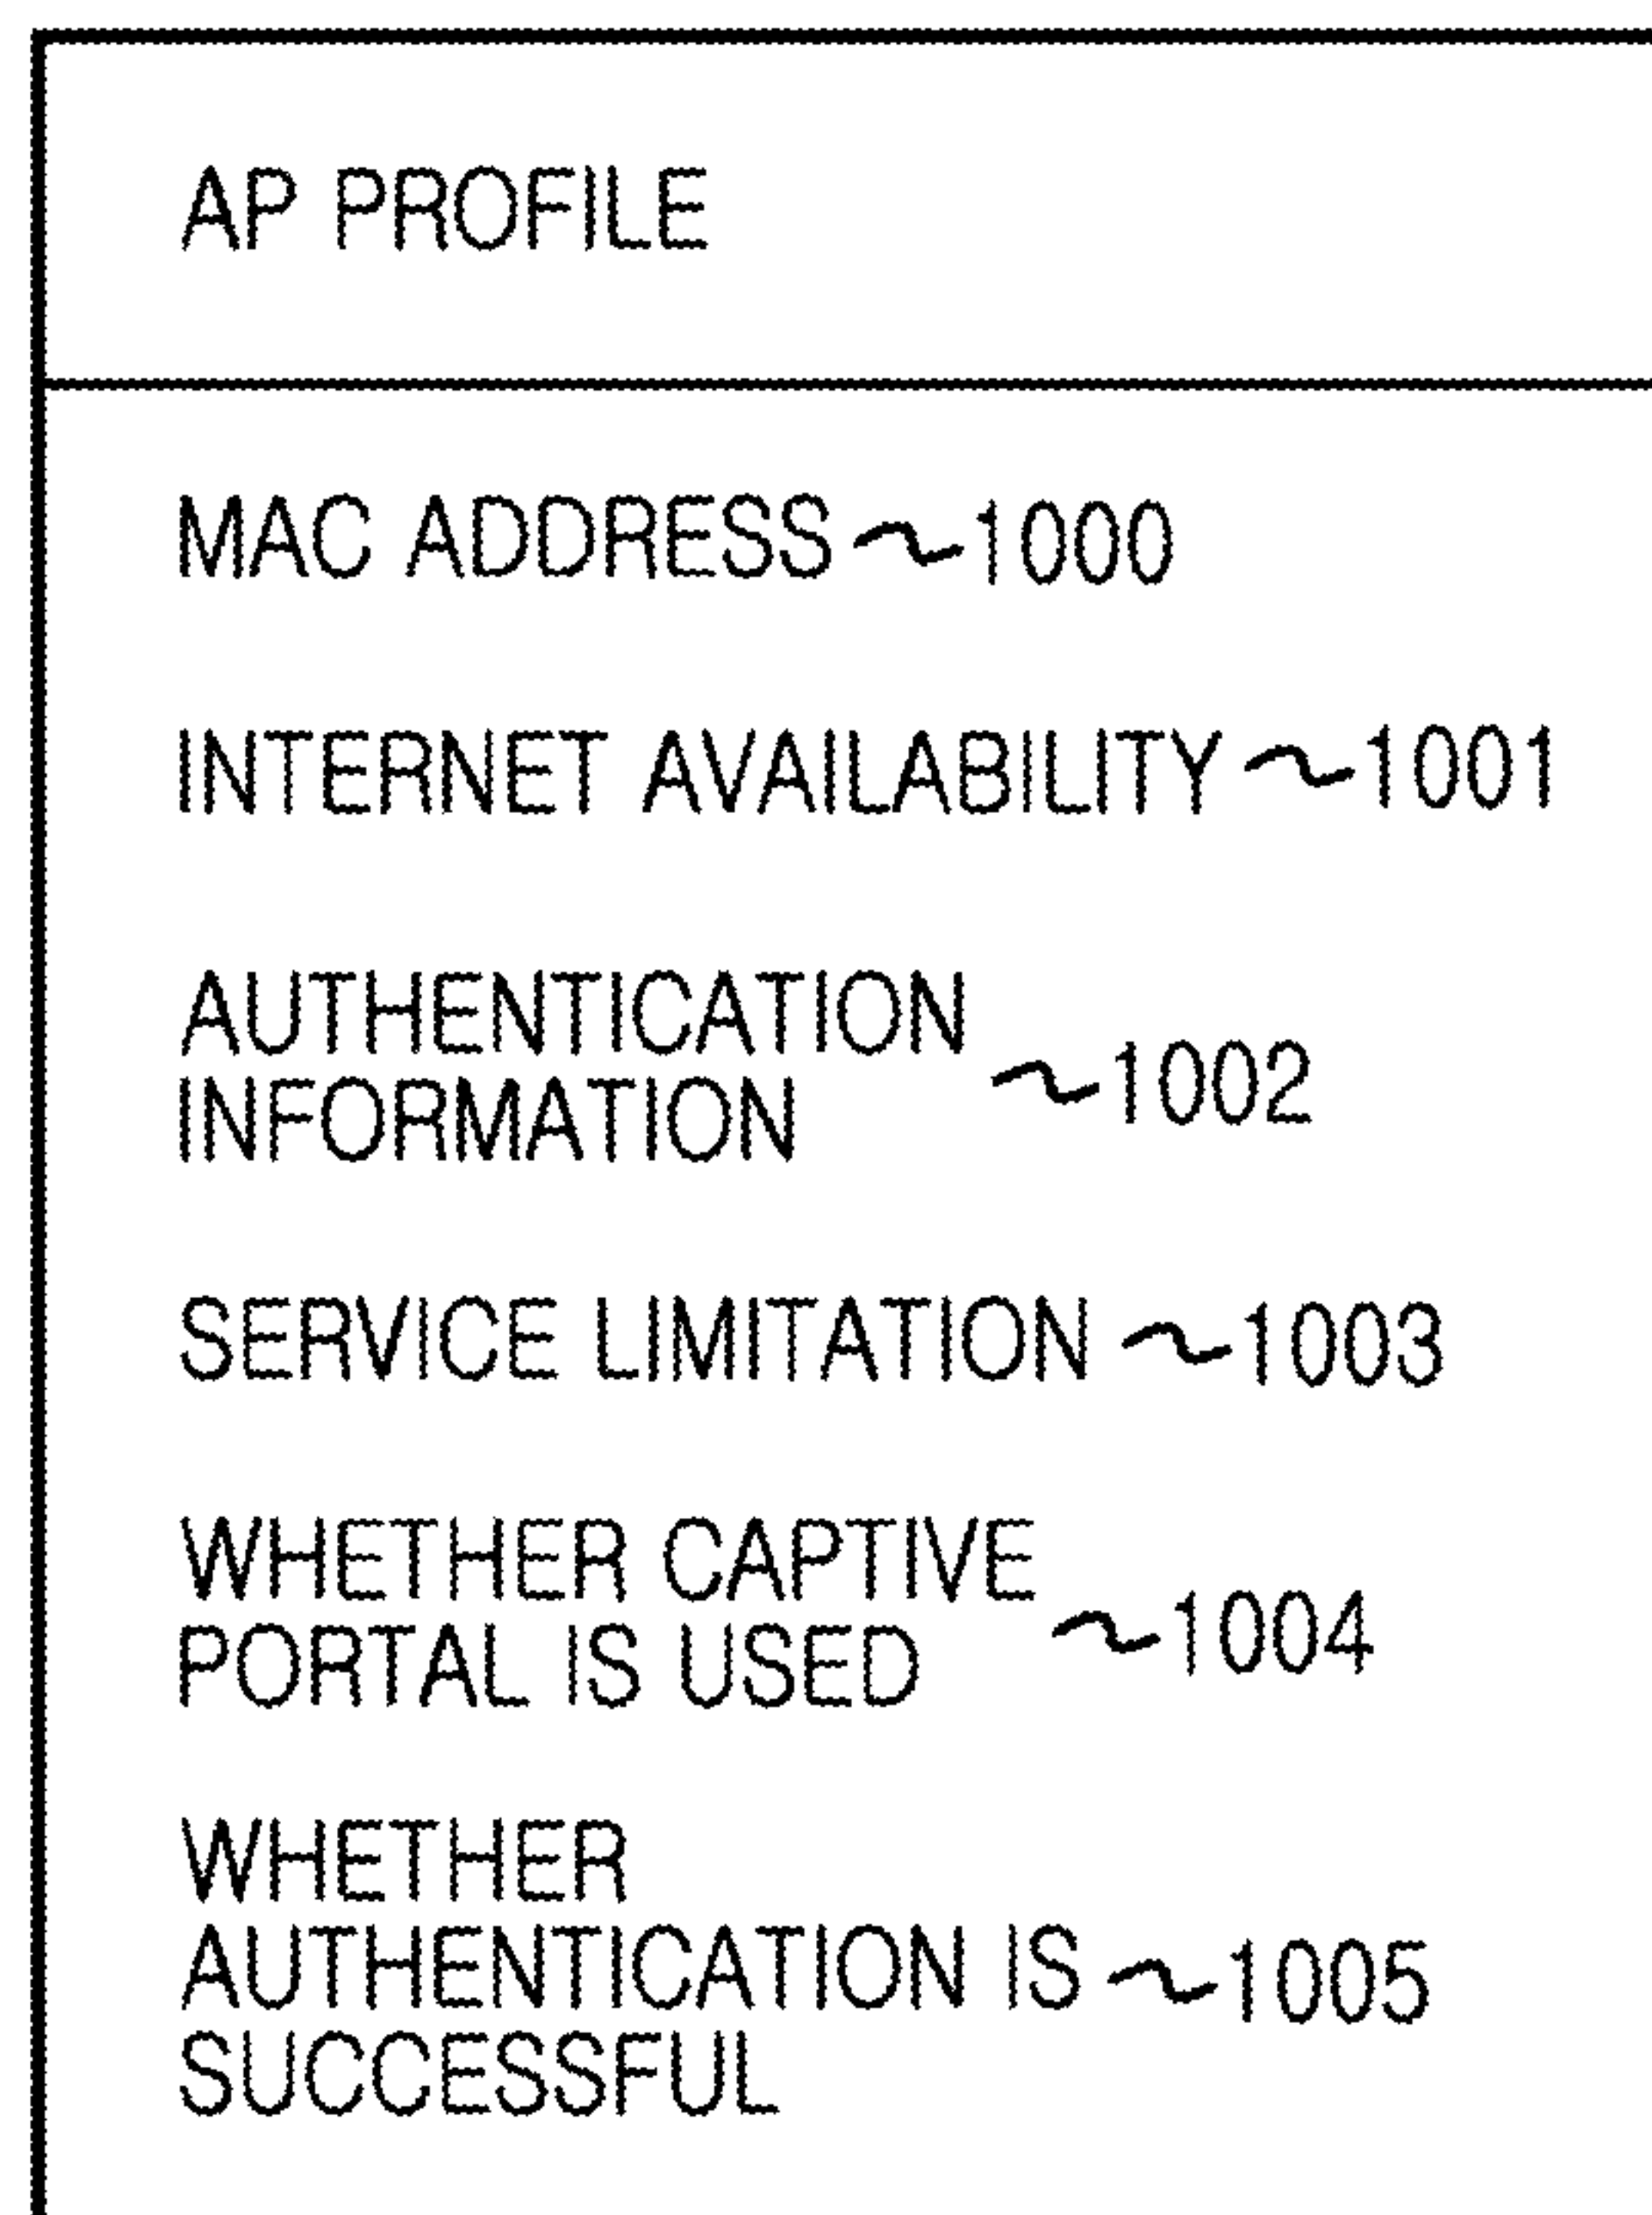 AP PROFILE
MAC ADDRESS ~1000
INTERNET AVAILABILITY ~1001
AUTHENTICATION
INFORMATION ~1002
SERVICE LIMITATION ~1003
WHETHER CAPTIVE
PORTAL IS USED ~1004
WHETHER
AUTHENTICATION IS ~1005
SUCCESSFUL